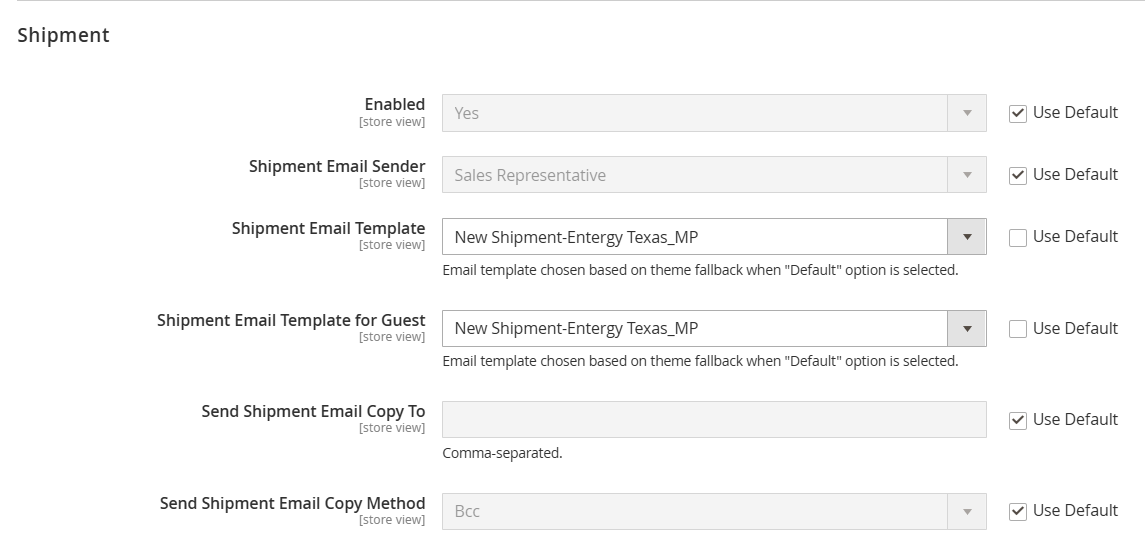 Shipment
Enabled
[store view]
Yes
Use Default
Shipment Email Sender
[store view]
Sales Representative
Use Default
Shipment Email Template
[store view]
New Shipment-Entergy Texas_MP
Use Default
Email template chosen based on theme fallback when "Default" option is selected.
Shipment Email Template for Guest
[store view]
New Shipment-Entergy Texas_MP
Use Default
Email template chosen based on theme fallback when "Default" option is selected.
Send Shipment Email Copy To
[store view]
Use Default
Comma-separated.
Send Shipment Email Copy Method
[store view]
Bcc
Use Default